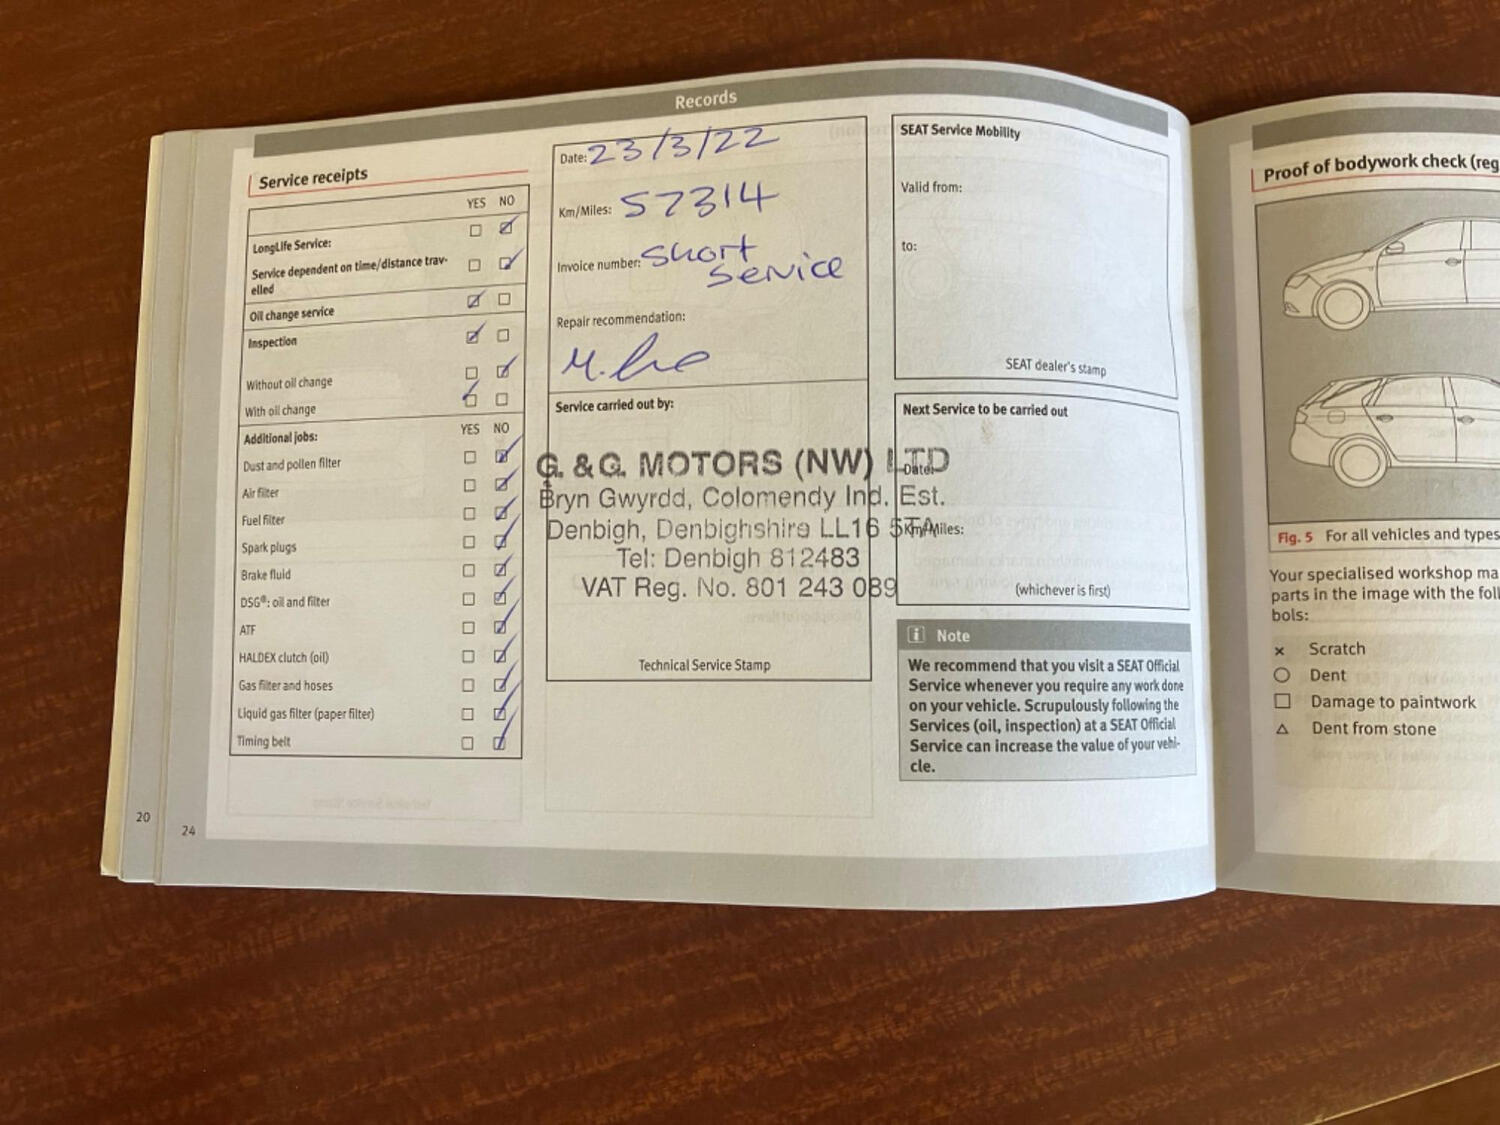 Records
Service receipts
YES NO
LongLife Service:
Service dependent on time/distance trav-
elled
Oil change service
Inspection
Without oil change
With oil change
Additional jobs: YES NO
Dust and pollen filter
Air filter
Fuel filter
Spark plugs
Brake fluid
DSG®: oil and filter
ATF
HALDEX clutch (oil)
Gas filter and hoses
Liquid gas filter (paper filter)
Timing belt
Date: 23/3/22
Km/Miles: 57314
Invoice number: Short
Service
Repair recommendation:
Service carried out by:
G. & G. MOTORS (NW) LTD
Bryn Gwyrdd, Colomendy Ind. Est.
Denbigh, Denbighshire LL16 5TA
Tel: Denbigh 812483
VAT Reg. No. 801 243 089
Technical Service Stamp
SEAT Service Mobility
Valid from:
to:
SEAT dealer's stamp
Next Service to be carried out
Date:
Km/Miles:
(whichever is first)
i Note
We recommend that you visit a SEAT Official
Service whenever you require any work done
on your vehicle. Scrupulously following the
Services (oil, inspection) at a SEAT Official
Service can increase the value of your vehi-
cle.
20
24
Proof of bodywork check (reg
Fig. 5 For all vehicles and types
Your specialised workshop ma
parts in the image with the foll
bols:
× Scratch
○ Dent
□ Damage to paintwork
△ Dent from stone